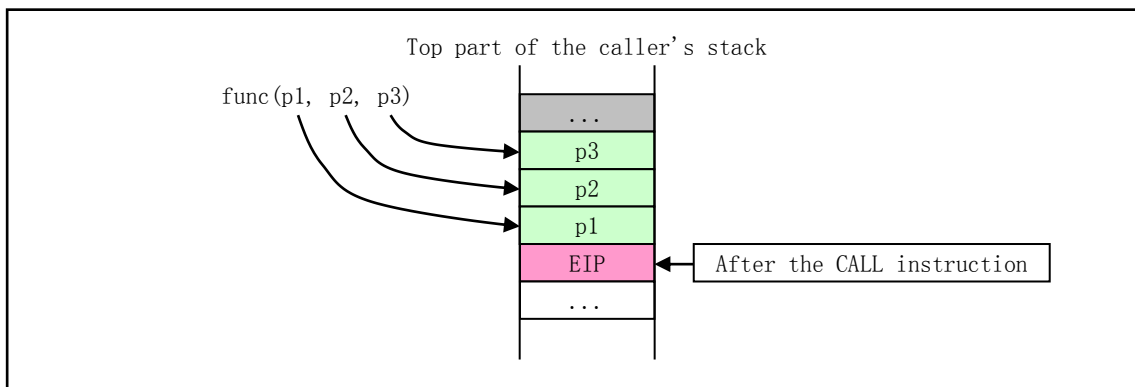 Top part of the caller's stack
func(p1, p2, p3)
...
p3
p2
p1
EIP
After the CALL instruction
...